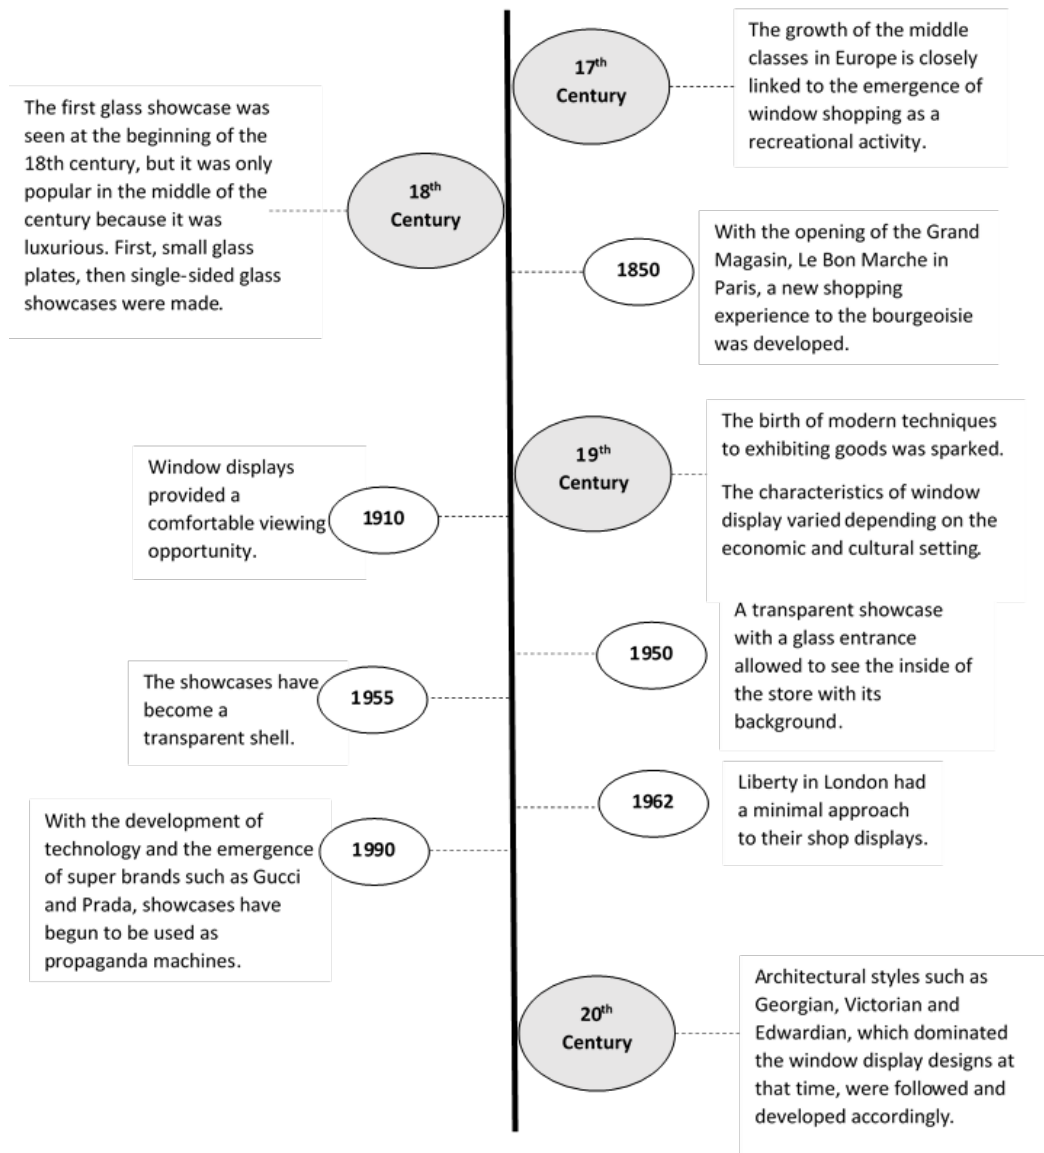 17th
Century
The growth of the middle
classes in Europe is closely
linked to the emergence of
window shopping as a
recreational activity.
The first glass showcase was
seen at the beginning of the
18th century, but it was only
popular in the middle of the
century because it was
luxurious. First, small glass
plates, then single-sided glass
showcases were made.
18th
Century
1850
With the opening of the Grand
Magasin, Le Bon Marche in
Paris, a new shopping
experience to the bourgeoisie
was developed.
19th
Century
The birth of modern techniques
to exhibiting goods was sparked.
The characteristics of window
display varied depending on the
economic and cultural setting.
Window displays
provided a
comfortable viewing
opportunity.
1910
1950
A transparent showcase
with a glass entrance
allowed to see the inside of
the store with its
background.
The showcases have
become a
transparent shell.
1955
1962
Liberty in London had
a minimal approach
to their shop displays.
With the development of
technology and the emergence
of super brands such as Gucci
and Prada, showcases have
begun to be used as
propaganda machines.
1990
20th
Century
Architectural styles such as
Georgian, Victorian and
Edwardian, which dominated
the window display designs at
that time, were followed and
developed accordingly.